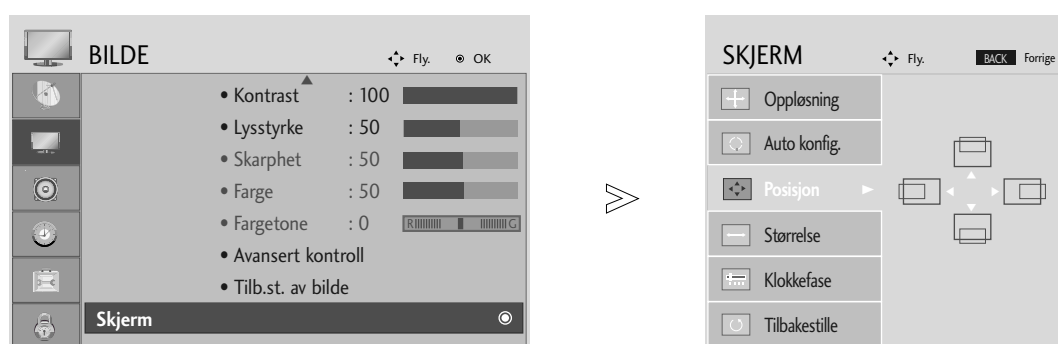 BILDE
Fly. OK
• Kontrast : 100
• Lysstyrke : 50
• Skarphet : 50
• Farge : 50
• Fargetone : 0 R G
• Avansert kontroll
• Tilb.st. av bilde
Skjerm
SKJERM
Fly. BACK Forrige
Oppløsning
Auto konfig.
Posisjon
Størrelse
Klokkefase
Tilbakestille